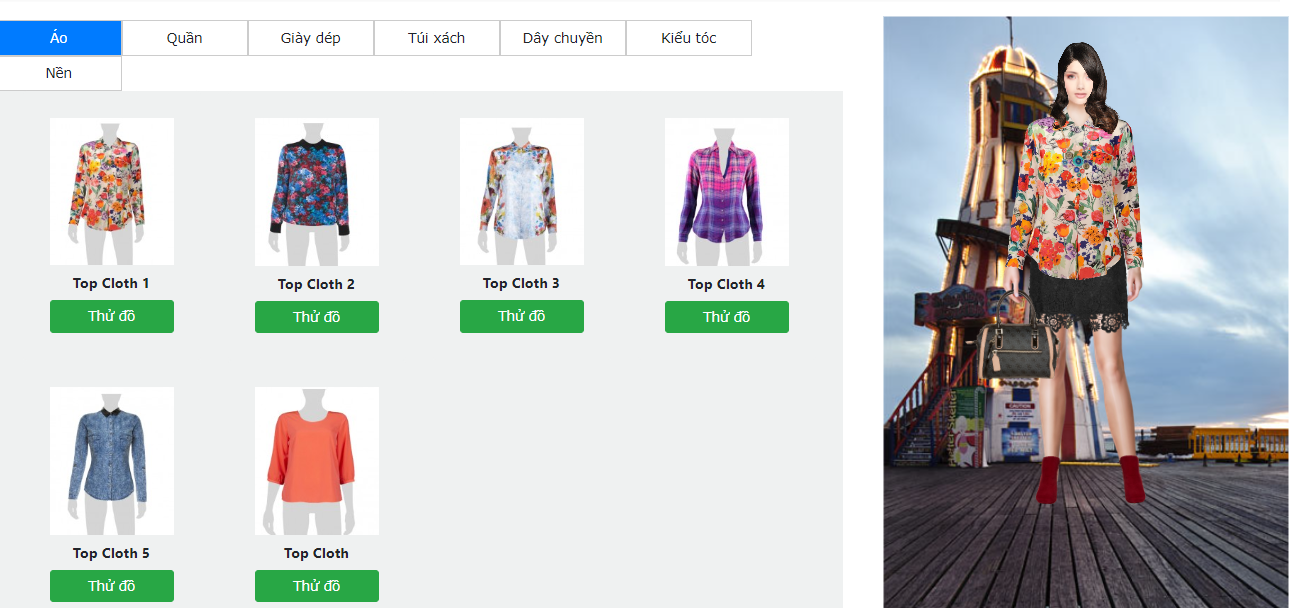 Áo
Quần
Giày dép
Túi xách
Dây chuyền
Kiểu tóc
Nền
Top Cloth 1
Top Cloth 2
Top Cloth 3
Top Cloth 4
Thử đồ
Thử đồ
Thử đồ
Thử đồ
Top Cloth 5
Top Cloth
Thử đồ
Thử đồ
CAUTION